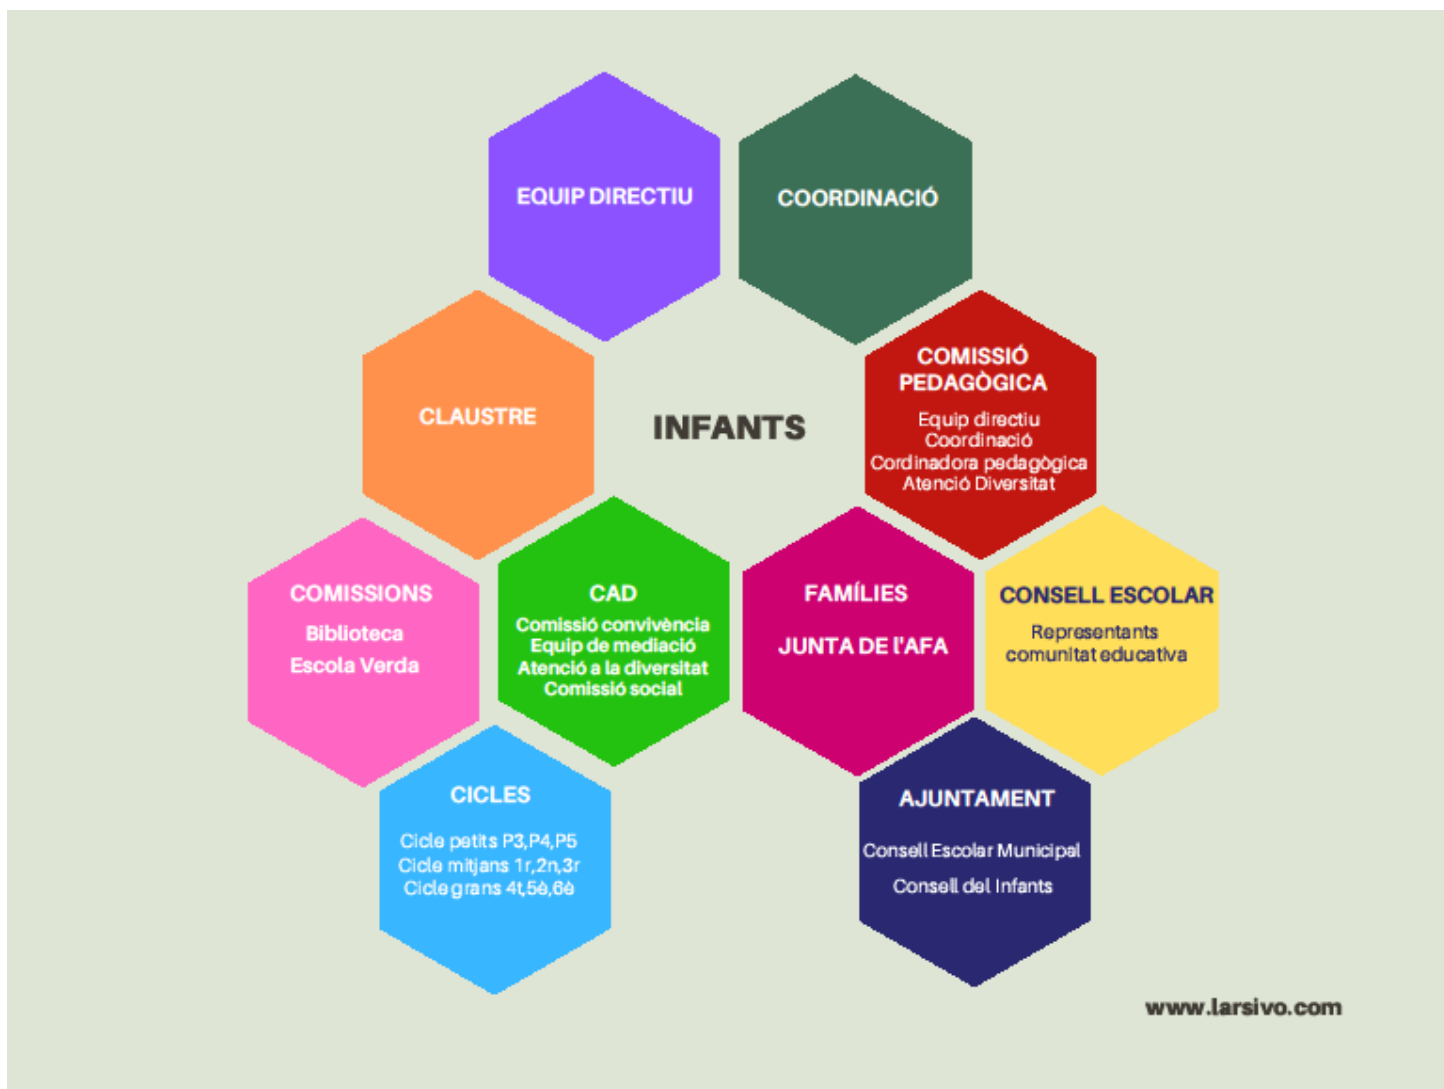 EQUIP DIRECTIU
COORDINACIÓ
CLAUSTRE
INFANTS
COMISSIÓ
PEDAGÒGICA
Equip directiu
Coordinació
Cordinadora pedagògica
Atenció Diversitat
COMISSIONS
Biblioteca
Escola Verda
CAD
Comissió convivència
Equip de mediació
Atenció a la diversitat
Comissió social
FAMÍLIES
JUNTA DE l'AFA
CONSELL ESCOLAR
Representants
comunitat educativa
CICLES
Cicle petits P3,P4,P5
Cicle mitjans 1r,2n,3r
Cicle grans 4t,5è,6è
AJUNTAMENT
Consell Escolar Municipal
Consell del Infants
www.larsivo.com